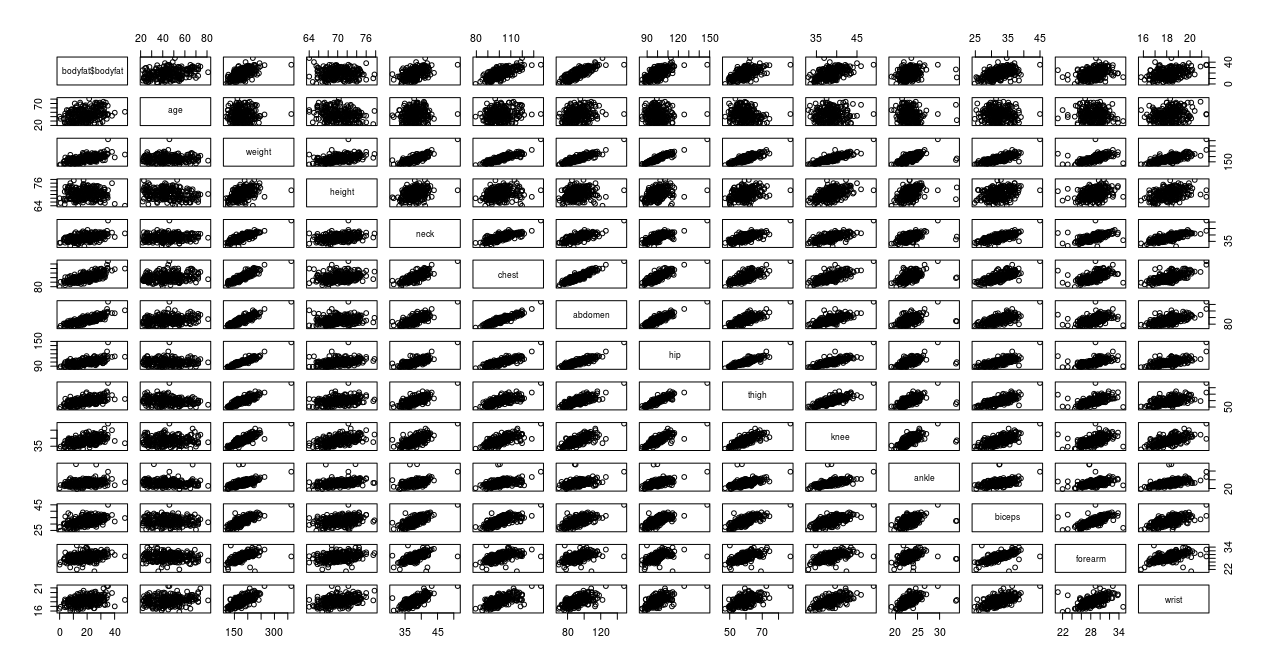 20 40 60 80 64 70 76 80 110 90 120 150 35 45 25 35 45 16 18 20
bodyfat$bodyfat 0 40
20 70 age
weight 150
64 76 height
neck 35
80 chest
abdomen 80
90 150 hip
thigh 50
35 knee
ankle 20
25 45 biceps
forearm 22 34
16 21 wrist
0 20 40 150 300 35 45 80 120 50 70 20 25 30 22 28 34